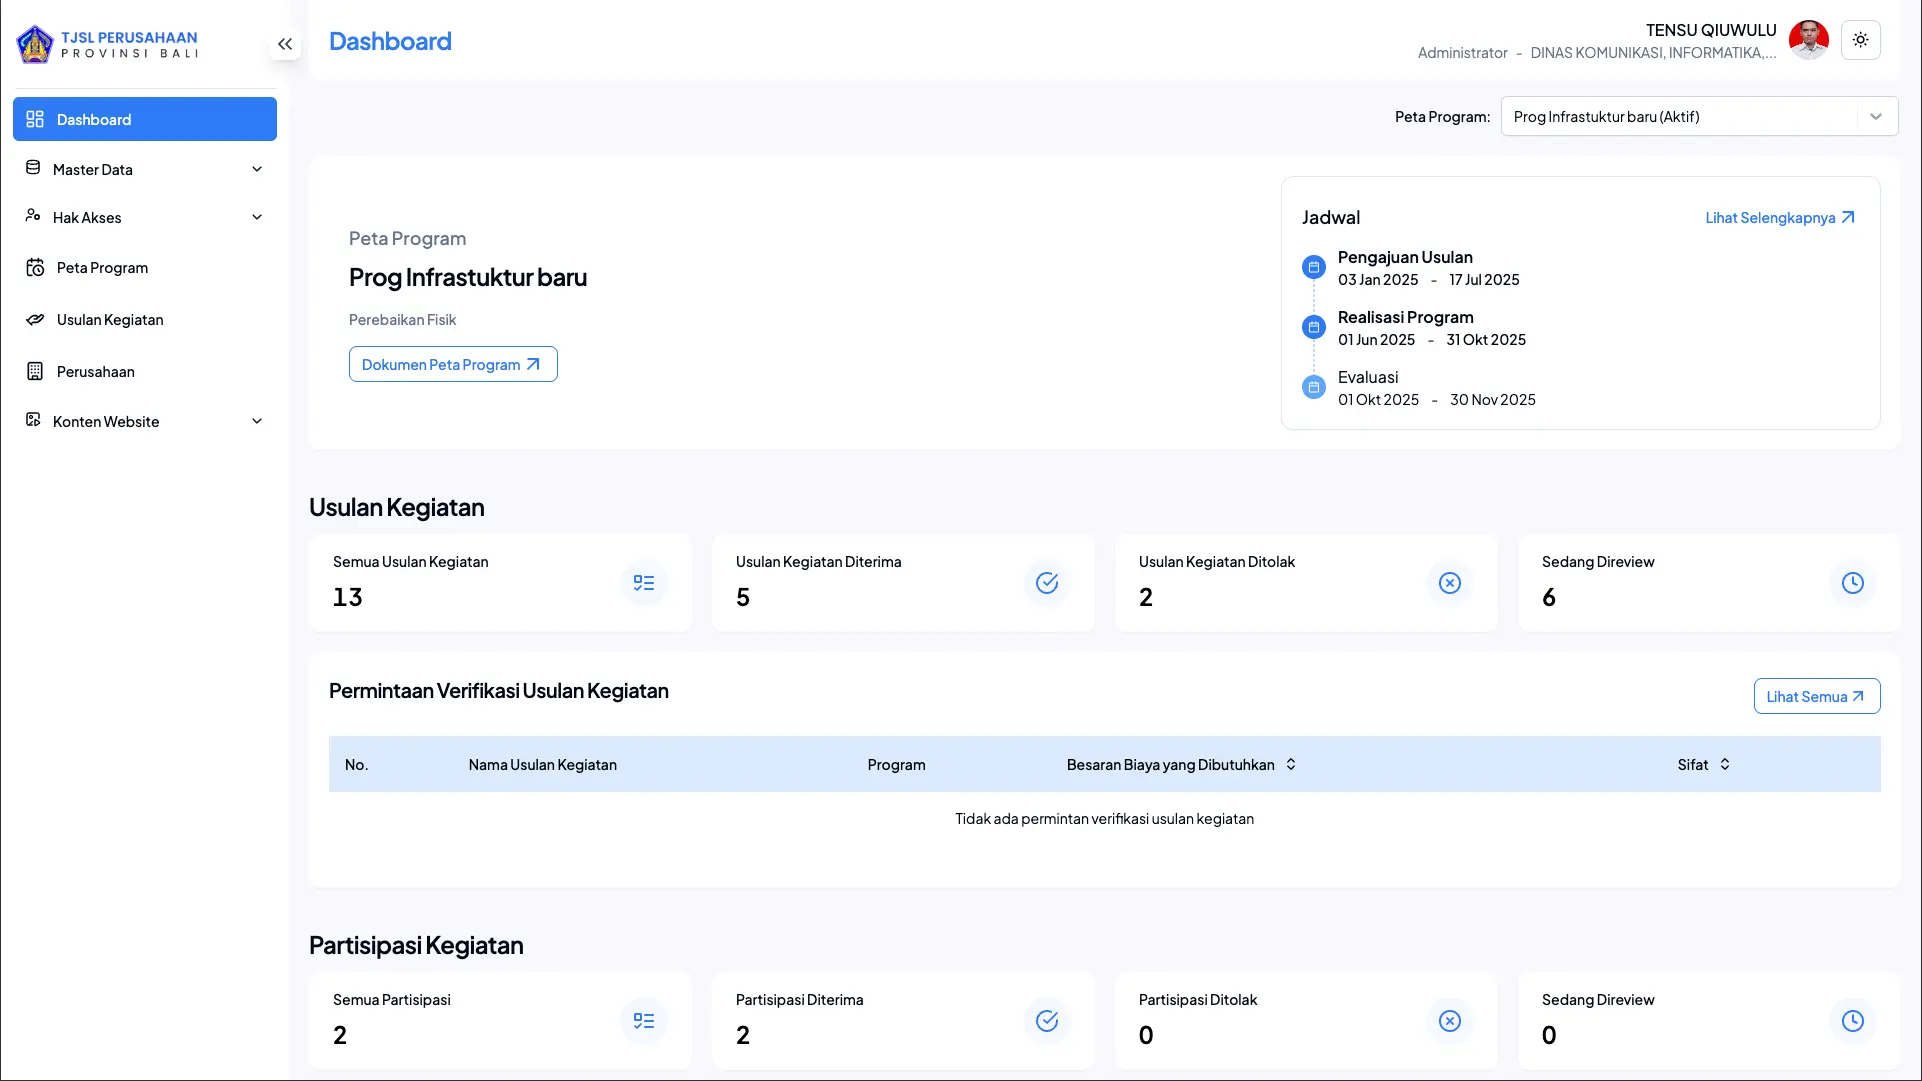 TJSL PERUSAHAAN
PROVINSI BALI
Dashboard
Master Data
Hak Akses
Peta Program
Usulan Kegiatan
Perusahaan
Konten Website
Dashboard
TENSU QIUWULU
Administrator - DINAS KOMUNIKASI, INFORMATIKA,...
Peta Program: Prog Infrastuktur baru (Aktif)
Peta Program
Prog Infrastuktur baru
Perebaikan Fisik
Dokumen Peta Program
Jadwal
Lihat Selengkapnya
Pengajuan Usulan
03 Jan 2025 - 17 Jul 2025
Realisasi Program
01 Jun 2025 - 31 Okt 2025
Evaluasi
01 Okt 2025 - 30 Nov 2025
Usulan Kegiatan
Semua Usulan Kegiatan
13
Usulan Kegiatan Diterima
5
Usulan Kegiatan Ditolak
2
Sedang Direview
6
Permintaan Verifikasi Usulan Kegiatan
Lihat Semua
No. Nama Usulan Kegiatan Program Besaran Biaya yang Dibutuhkan Sifat
Tidak ada permintan verifikasi usulan kegiatan
Partisipasi Kegiatan
Semua Partisipasi
2
Partisipasi Diterima
2
Partisipasi Ditolak
0
Sedang Direview
0